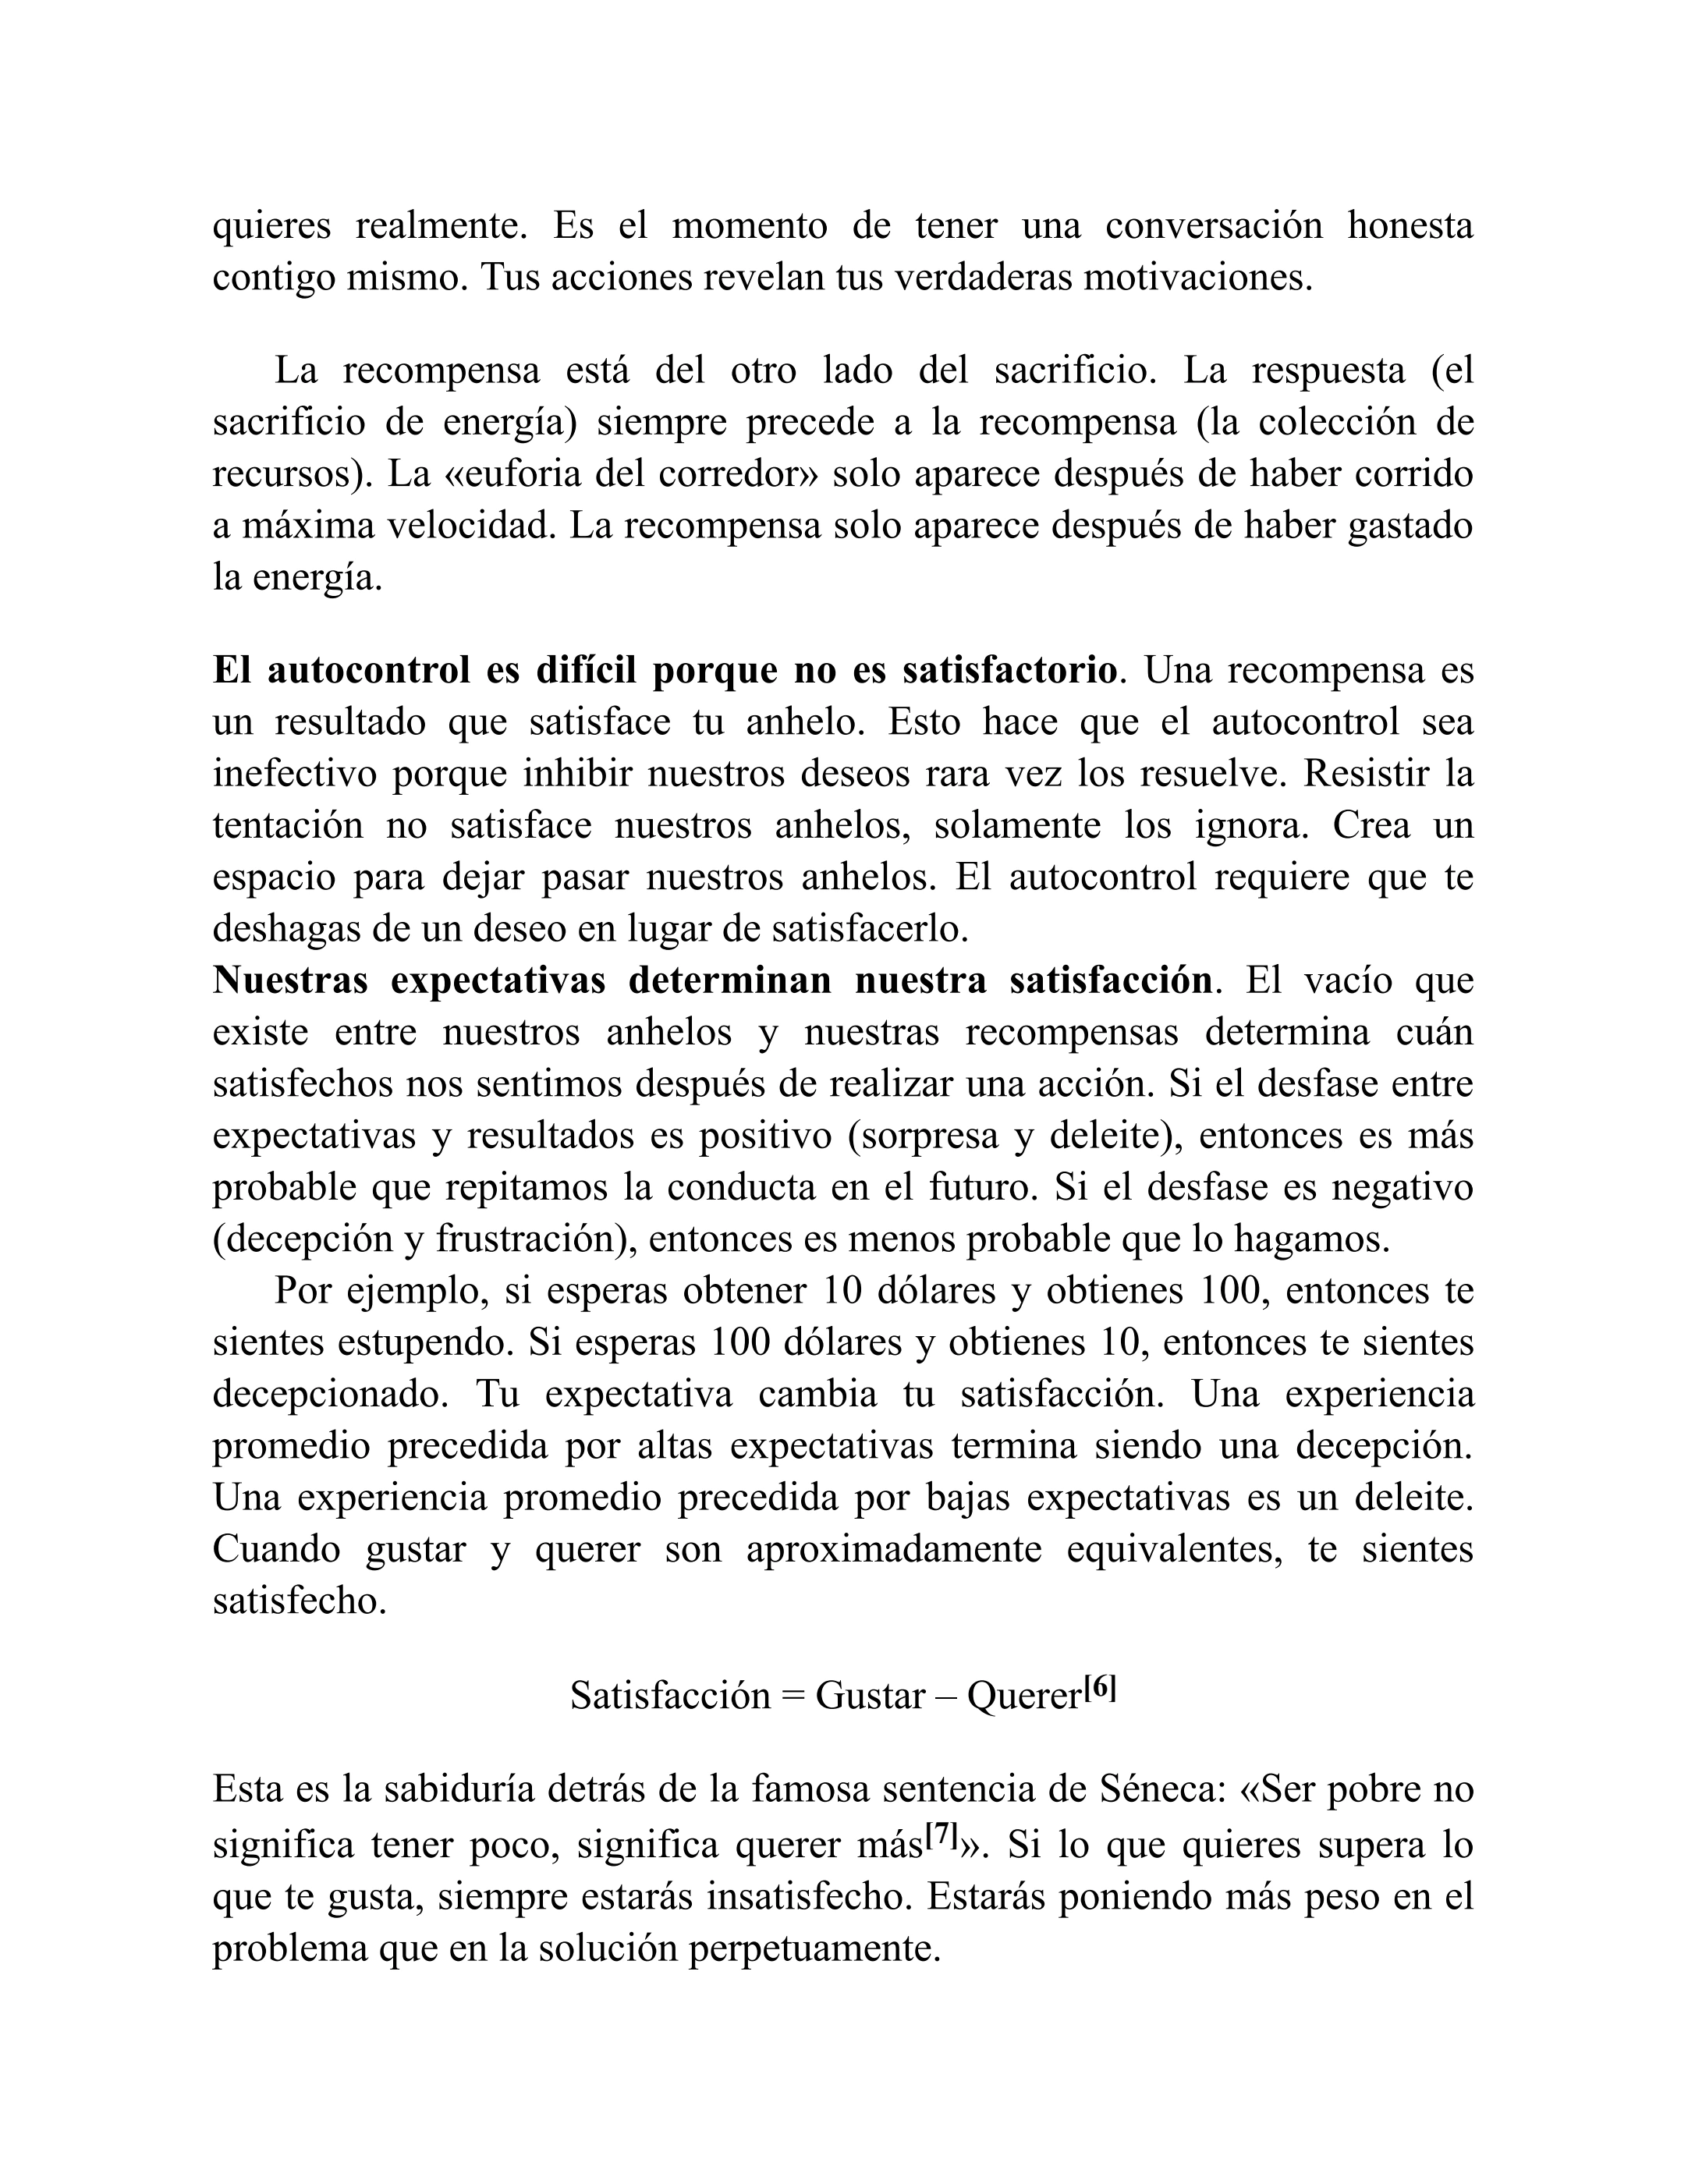 quieres realmente. Es el momento de tener una conversación honesta
contigo mismo. Tus acciones revelan tus verdaderas motivaciones.
La recompensa está del otro lado del sacrificio. La respuesta (el
sacrificio de energía) siempre precede a la recompensa (la colección de
recursos). La «euforia del corredor» solo aparece después de haber corrido
a máxima velocidad. La recompensa solo aparece después de haber gastado
la energía.
El autocontrol es difícil porque no es satisfactorio. Una recompensa es
un resultado que satisface tu anhelo. Esto hace que el autocontrol sea
inefectivo porque inhibir nuestros deseos rara vez los resuelve. Resistir la
tentación no satisface nuestros anhelos, solamente los ignora. Crea un
espacio para dejar pasar nuestros anhelos. El autocontrol requiere que te
deshagas de un deseo en lugar de satisfacerlo.
Nuestras expectativas determinan nuestra satisfacción. El vacío que
existe entre nuestros anhelos y nuestras recompensas determina cuán
satisfechos nos sentimos después de realizar una acción. Si el desfase entre
expectativas y resultados es positivo (sorpresa y deleite), entonces es más
probable que repitamos la conducta en el futuro. Si el desfase es negativo
(decepción y frustración), entonces es menos probable que lo hagamos.
Por ejemplo, si esperas obtener 10 dólares y obtienes 100, entonces te
sientes estupendo. Si esperas 100 dólares y obtienes 10, entonces te sientes
decepcionado. Tu expectativa cambia tu satisfacción. Una experiencia
promedio precedida por altas expectativas termina siendo una decepción.
Una experiencia promedio precedida por bajas expectativas es un deleite.
Cuando gustar y querer son aproximadamente equivalentes, te sientes
satisfecho.
Satisfacción = Gustar – Querer[6]
Esta es la sabiduría detrás de la famosa sentencia de Séneca: «Ser pobre no
significa tener poco, significa querer más[7]». Si lo que quieres supera lo
que te gusta, siempre estarás insatisfecho. Estarás poniendo más peso en el
problema que en la solución perpetuamente.